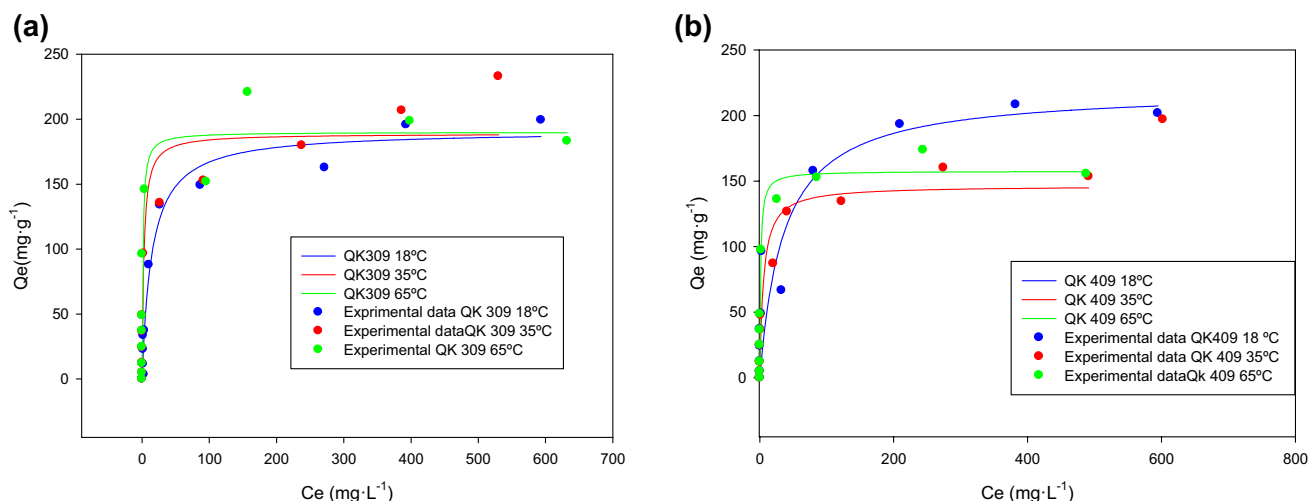 (a)
250
200
150
100
50
0
Qe(mg·g⁻¹)
QK309 18ºC
QK309 35ºC
QK309 65ºC
Exprimental data QK 309 18ºC
Experimental dataQK 309 35ºC
Experimental QK 309 65ºC
0 100 200 300 400 500 600 700
Ce (mg·L⁻¹)
(b)
250
200
150
100
50
0
Qe (mg·g⁻¹)
QK 409 18ºC
QK 409 35ºC
QK 409 65ºC
Experimental data QK409 18 ºC
Experimental data QK 409 35ºC
Experimental dataQk 409 65ºC
0 200 400 600 800
Ce (mg·L⁻¹)